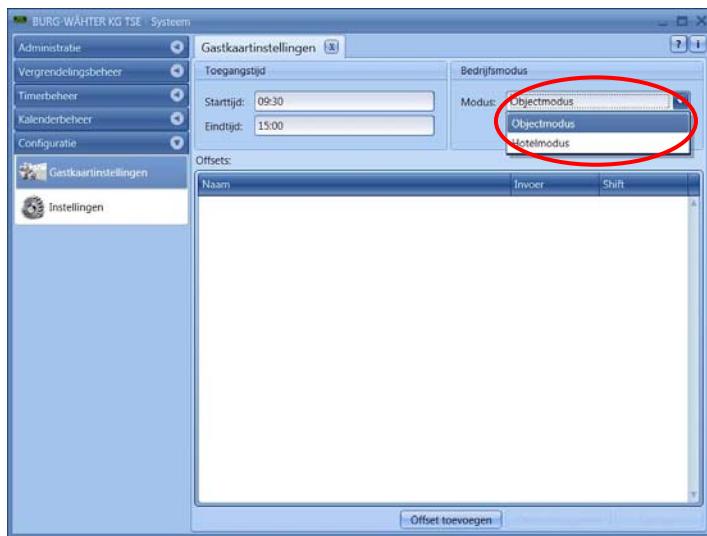 BURG-WÄHTER KG TSE - Systeem
Administratie
Vergrendelingsbeheer
Timerbeheer
Kalenderbeheer
Configuratie
Gastkaartinstellingen
Instellingen
Gastkaartinstellingen x
? i
Toegangstijd
Starttijd: 09:30
Eindtijd: 15:00
Bedrijfsmodus
Modus: Objectmodus
Objectmodus
Hotelmodus
Offsets:
Naam Invoer Shift
Offset toevoegen